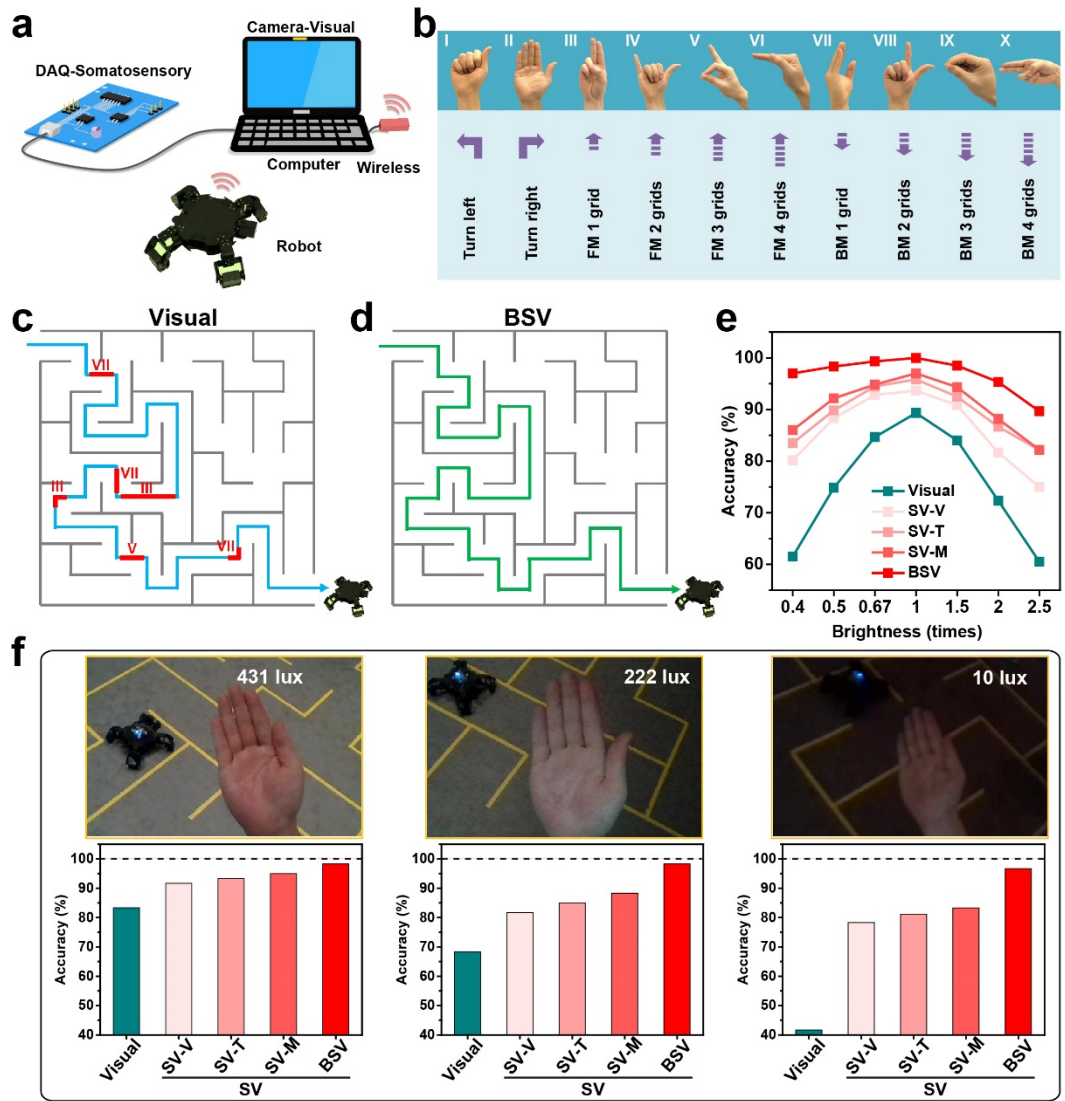 a
Camera-Visual
DAQ-Somatosensory
Computer
Wireless
Robot
b
I II III IV V VI VII VIII IX X
Turn left
Turn right
FM 1 grid
FM 2 grids
FM 3 grids
FM 4 grids
BM 1 grid
BM 2 grids
BM 3 grids
BM 4 grids
c
Visual
VII
VII
III
III
V
VII
d
BSV
e
Accuracy (%)
100
90
80
70
60
Visual
SV-V
SV-T
SV-M
BSV
0.4 0.5 0.67 1 1.5 2 2.5
Brightness (times)
f
431 lux
222 lux
10 lux
Accuracy (%)
100
90
80
70
60
50
40
Visual SV-V SV-T SV-M BSV
SV
Accuracy (%)
100
90
80
70
60
50
40
Visual SV-V SV-T SV-M BSV
SV
Accuracy (%)
100
90
80
70
60
50
40
Visual SV-V SV-T SV-M BSV
SV